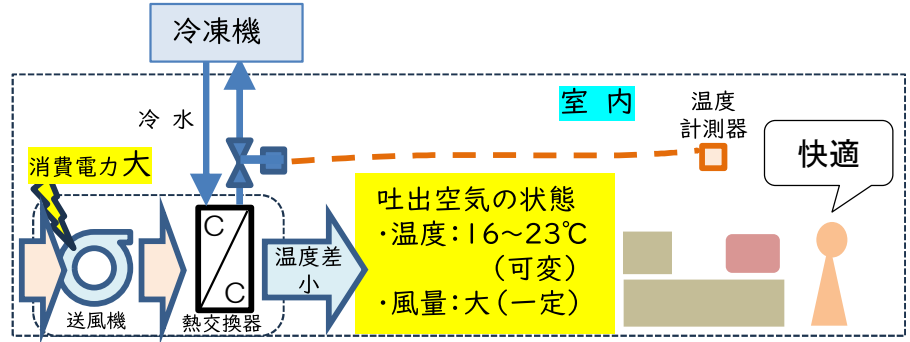 冷凍機
冷 水
室 内
温度
計測器
快適
消費電力大
吐出空気の状態
・温度：16～23℃
（可変）
・風量：大（一定）
C
C
温度差
小
送風機
熱交換器